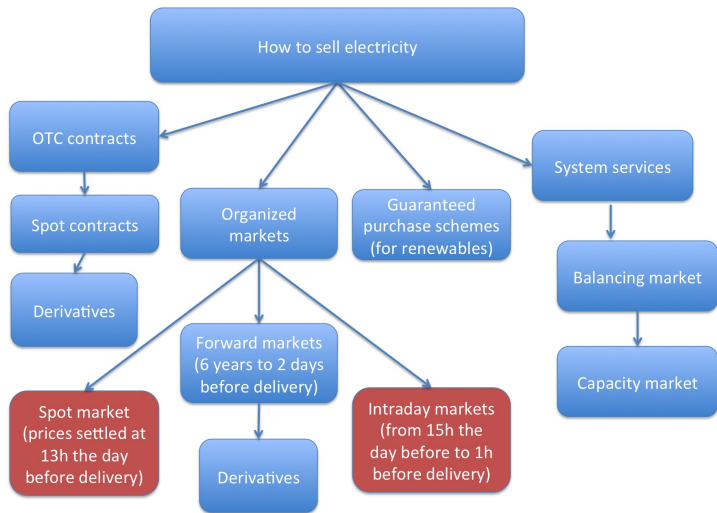 How to sell electricity
OTC contracts
System services
Spot contracts
Organized
markets
Guaranteed
purchase schemes
(for renewables)
Balancing market
Derivatives
Forward markets
(6 years to 2 days
before delivery)
Capacity market
Spot market
(prices settled at
13h the day
before delivery)
Intraday markets
(from 15h the
day before to 1h
before delivery)
Derivatives